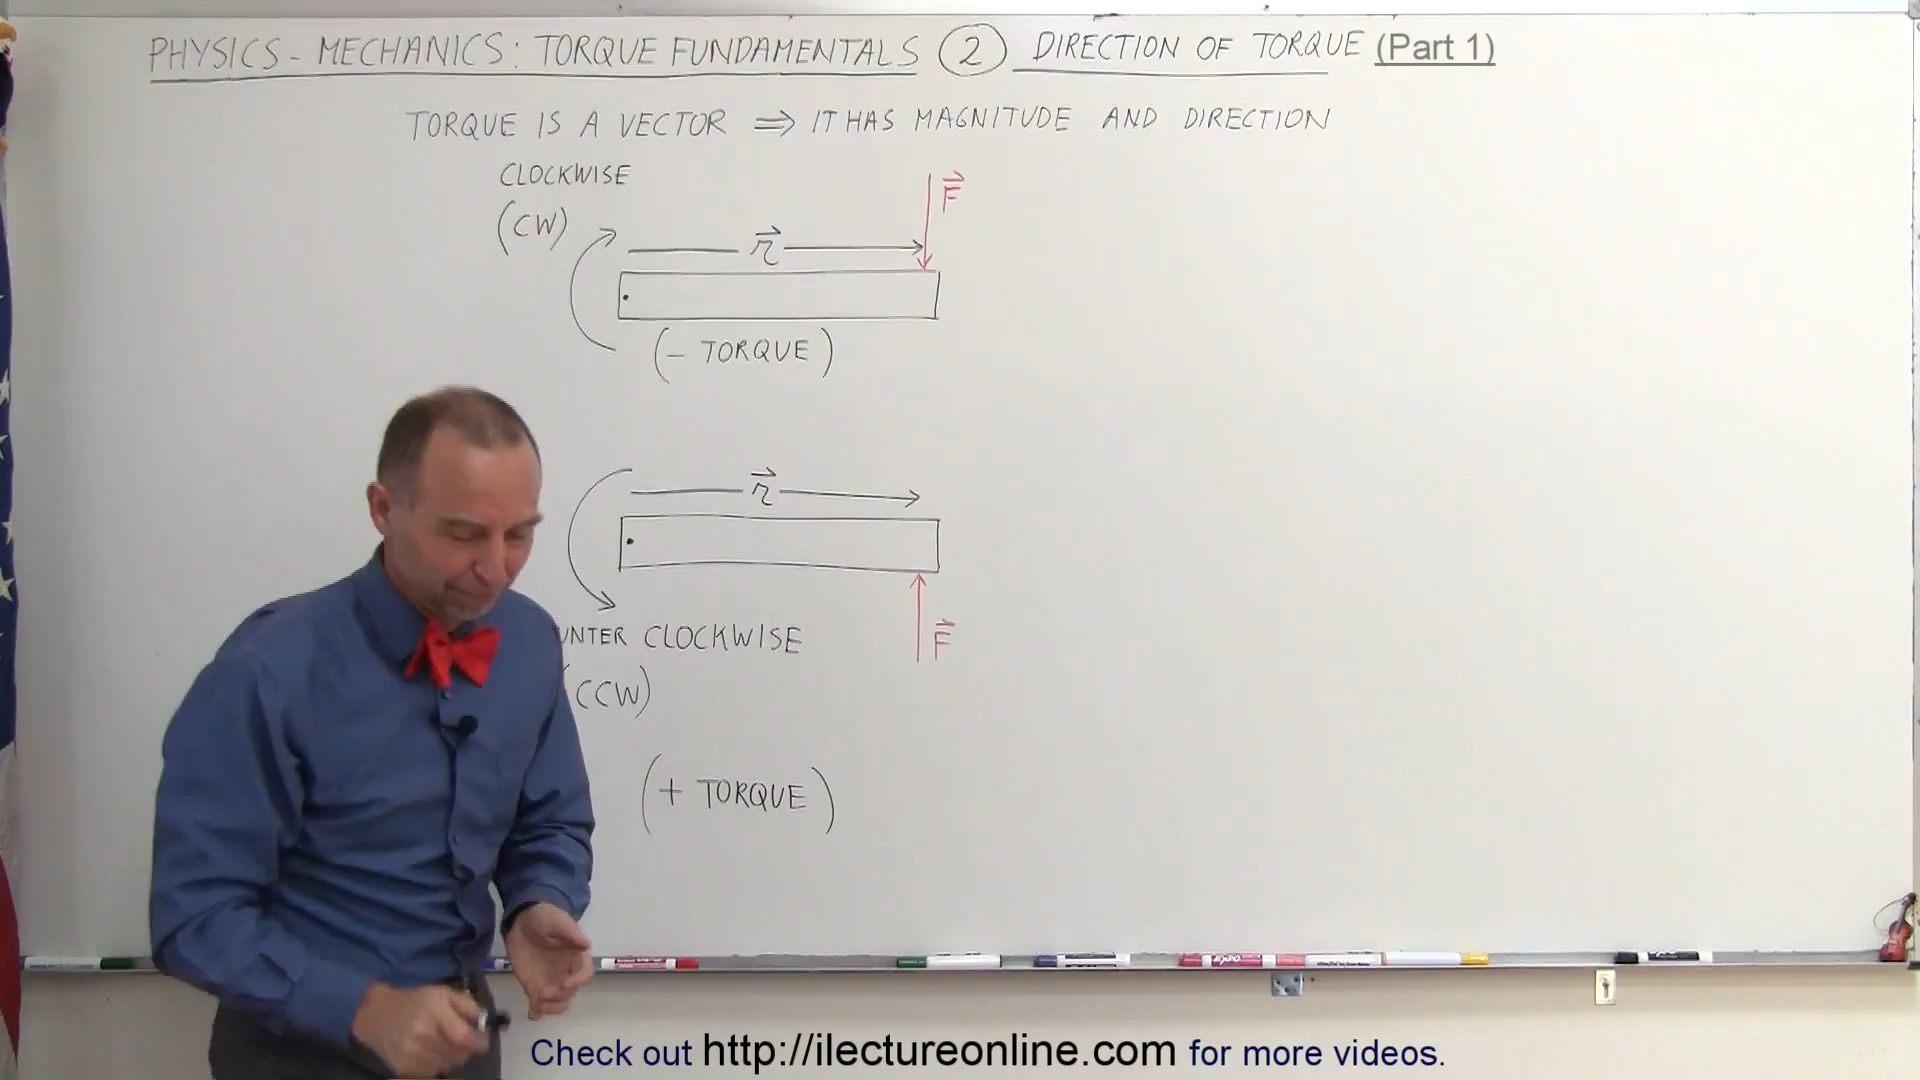 PHYSICS - MECHANICS: TORQUE FUNDAMENTALS 2 DIRECTION OF TORQUE (Part 1)
TORQUE IS A VECTOR ⇒ IT HAS MAGNITUDE AND DIRECTION
CLOCKWISE
(CW)
F
r
(- TORQUE)
r
UNTER CLOCKWISE
F
(CCW)
(+ TORQUE)
EXPO
Check out http://ilectureonline.com for more videos.